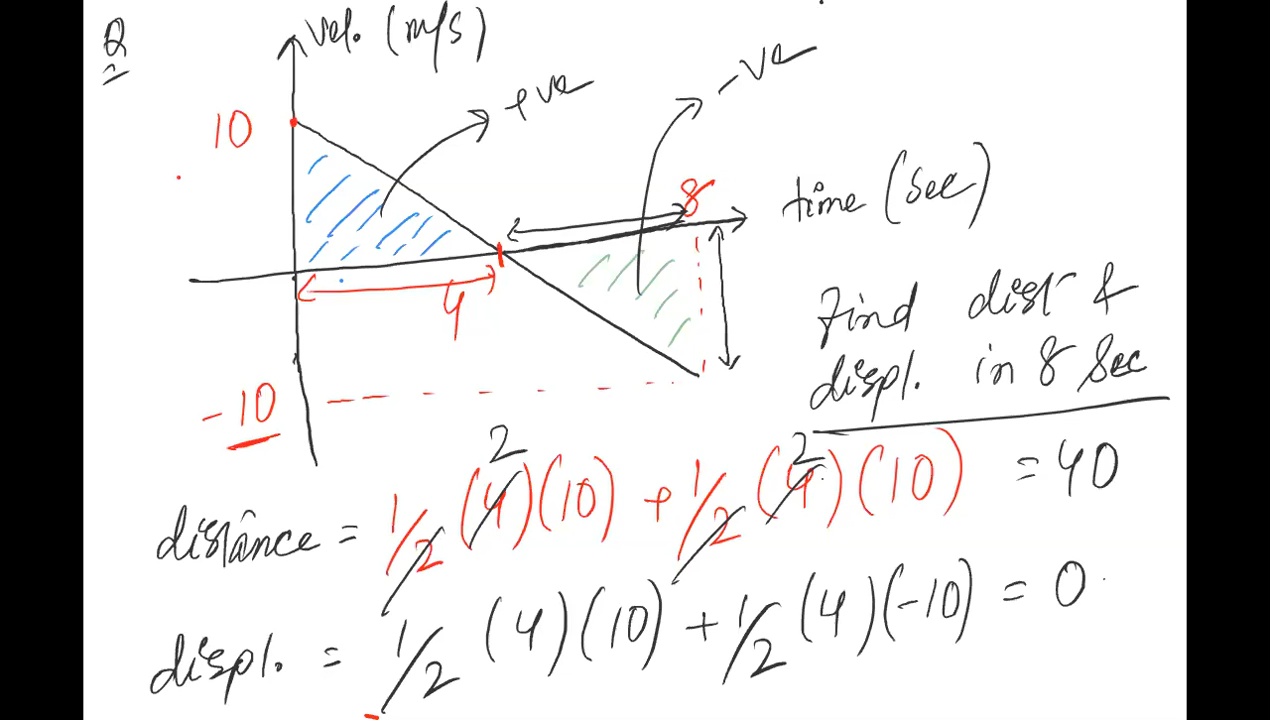 Q
vel. (m/s)
+ve
-ve
10
8
time (sec)
4
Find dist &
displ. in 8 sec
-10
distance = 1/2 (4)(10) + 1/2 (4)(10) = 40
2 2
displ. = 1/2 (4)(10) + 1/2 (4)(-10) = 0